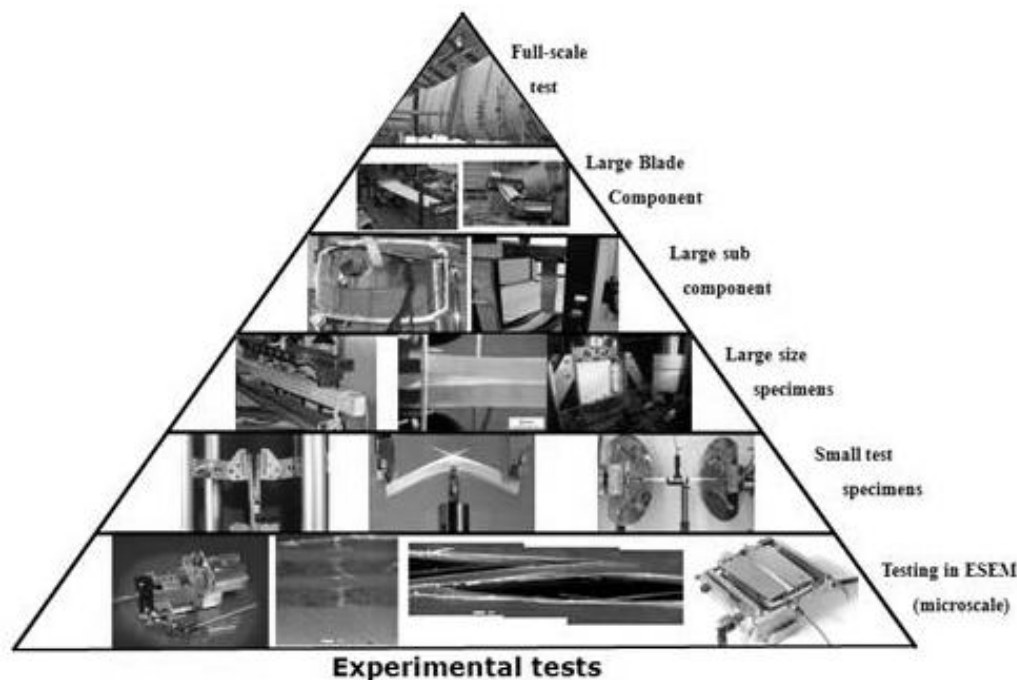 Full-scale
test
Large Blade
Component
Large sub
component
Large size
specimens
Small test
specimens
Testing in ESEM
(microscale)
Experimental tests